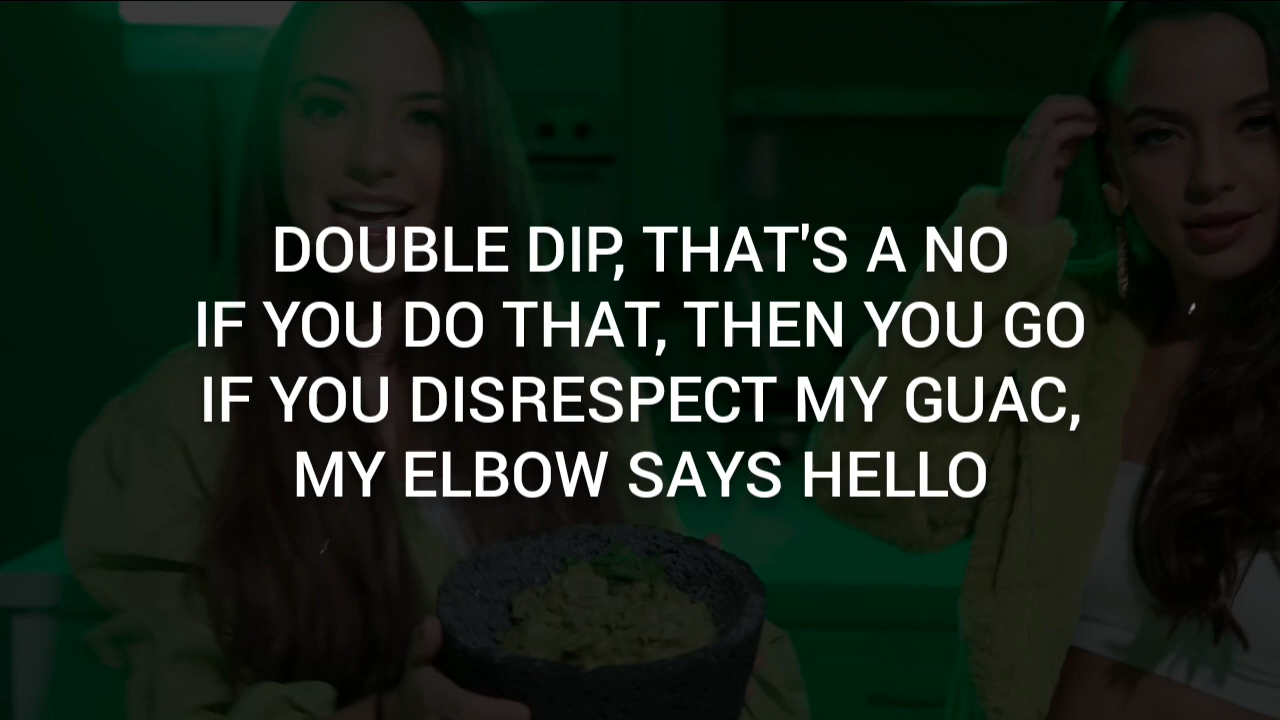 DOUBLE DIP, THAT'S A NO
IF YOU DO THAT, THEN YOU GO
IF YOU DISRESPECT MY GUAC,
MY ELBOW SAYS HELLO